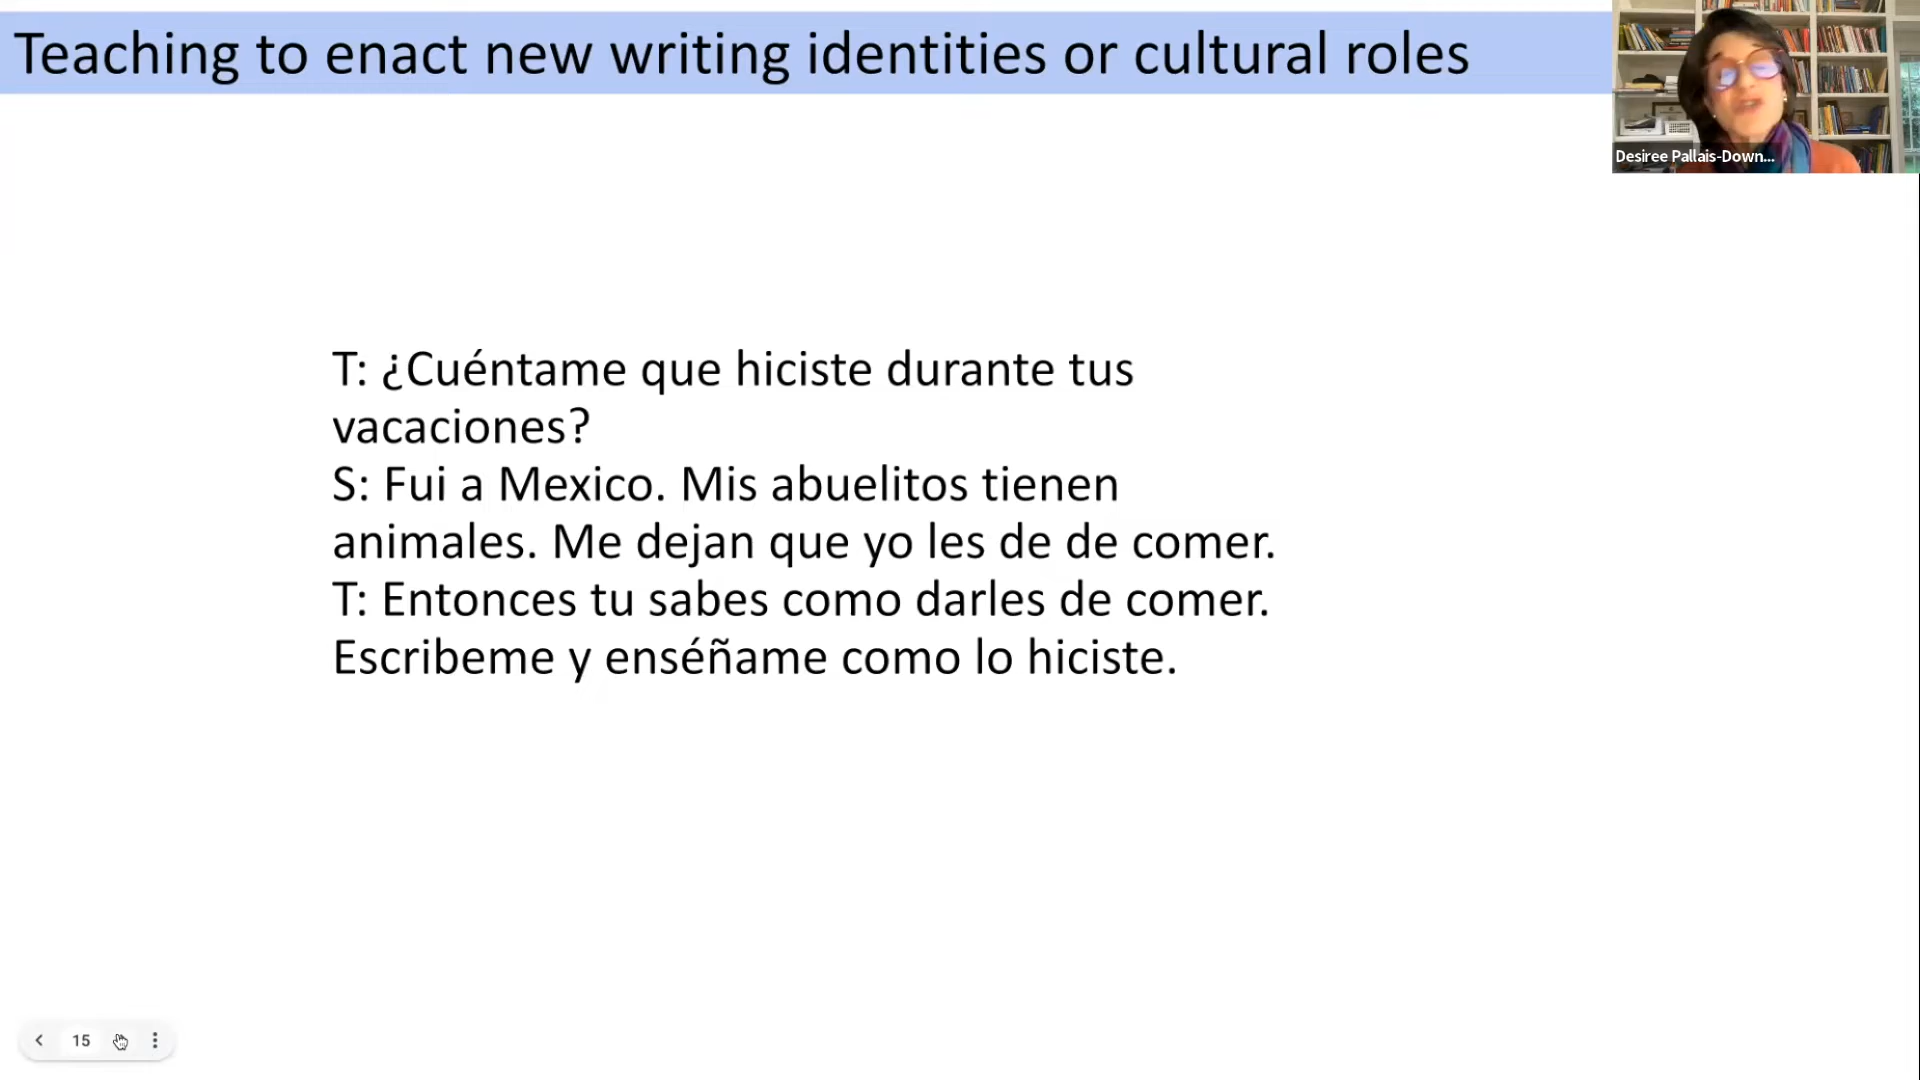 Teaching to enact new writing identities or cultural roles
Desiree Pallais-Down...
T: ¿Cuéntame que hiciste durante tus
vacaciones?
S: Fui a Mexico. Mis abuelitos tienen
animales. Me dejan que yo les de de comer.
T: Entonces tu sabes como darles de comer.
Escribeme y enséñame como lo hiciste.
15